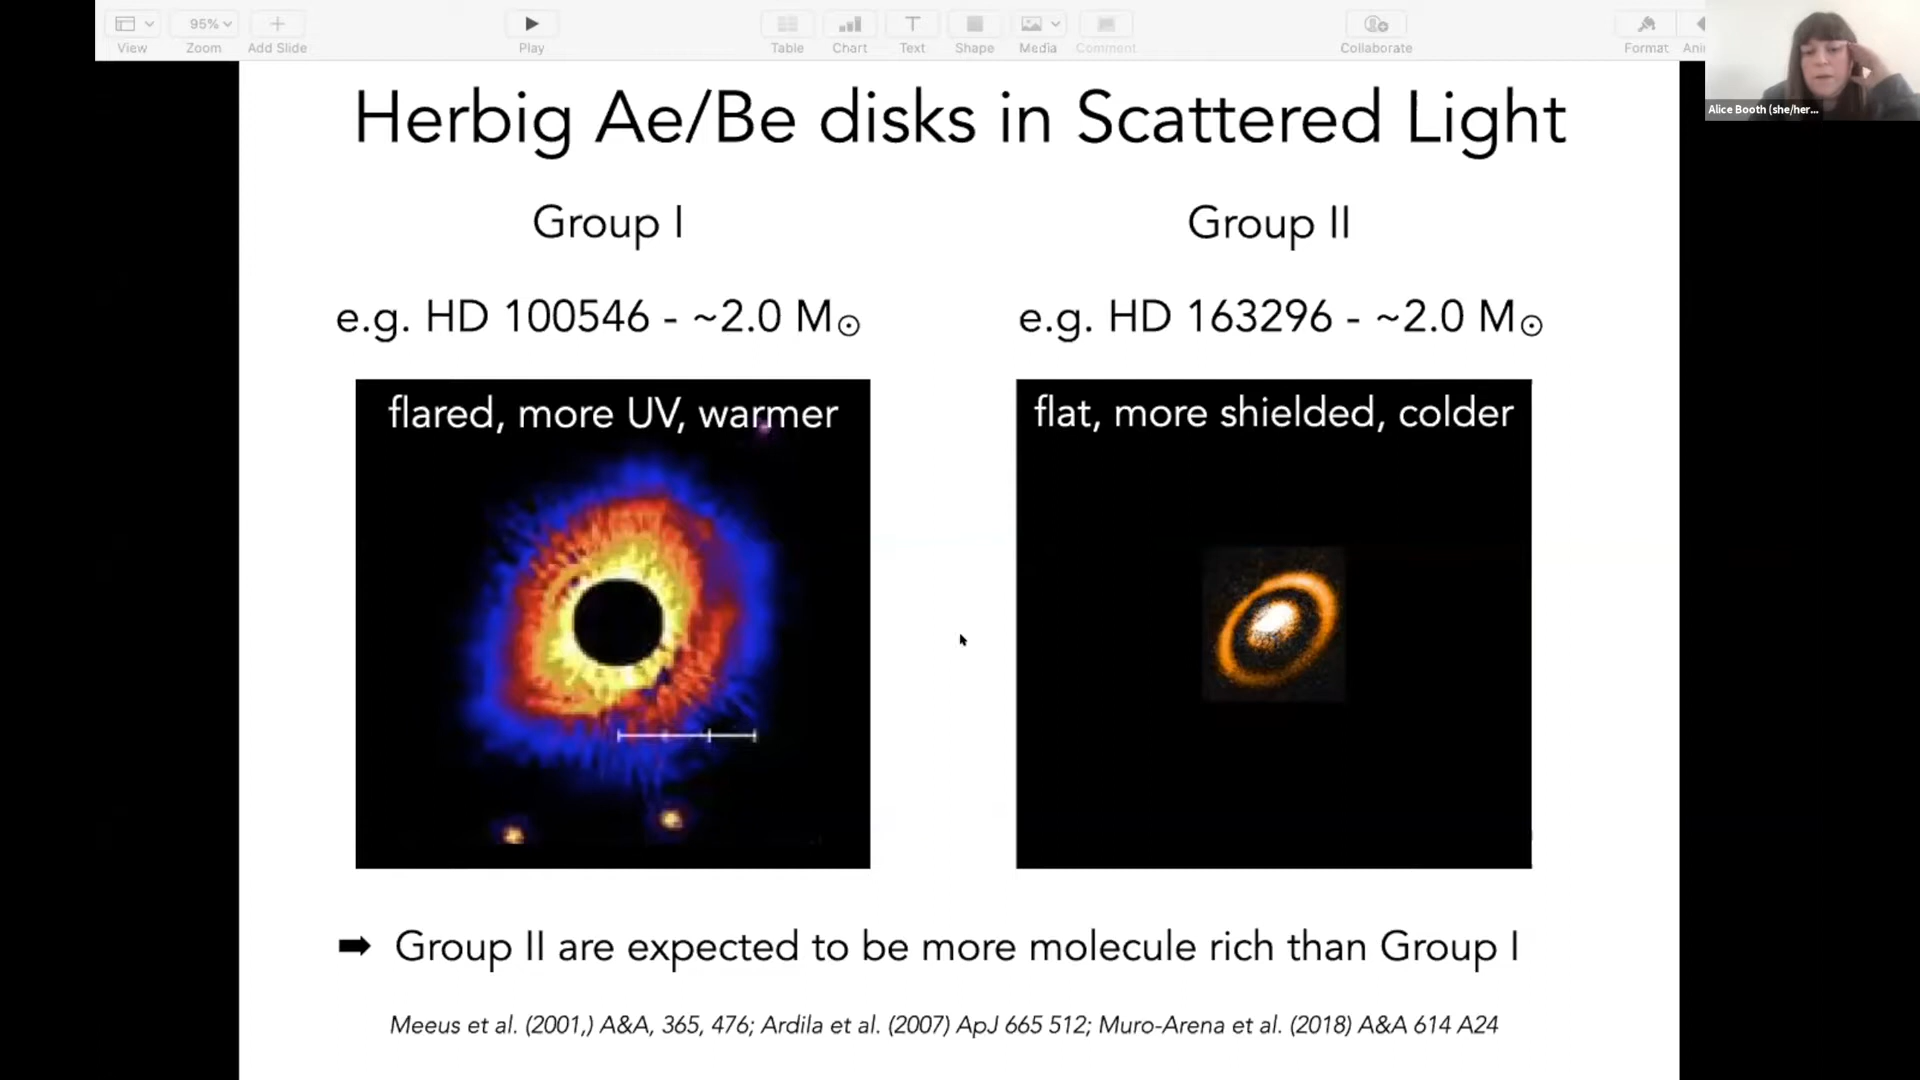 View
95%
Zoom
Add Slide
Play
Table
Chart
Text
Shape
Media
Comment
Collaborate
Format
Ani
Alice Booth (she/her...
Herbig Ae/Be disks in Scattered Light
Group I
Group II
e.g. HD 100546 - ~2.0 M☉
e.g. HD 163296 - ~2.0 M☉
flared, more UV, warmer
flat, more shielded, colder
➡ Group II are expected to be more molecule rich than Group I
Meeus et al. (2001,) A&A, 365, 476; Ardila et al. (2007) ApJ 665 512; Muro-Arena et al. (2018) A&A 614 A24